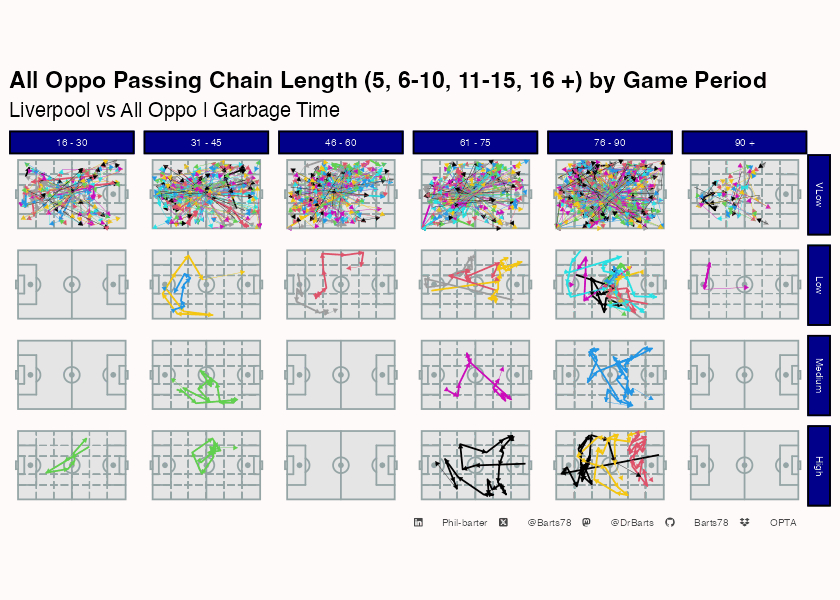 All Oppo Passing Chain Length (5, 6-10, 11-15, 16 +) by Game Period
Liverpool vs All Oppo | Garbage Time
16 - 30 31 - 45 46 - 60 61 - 75 76 - 90 90 +
VLow
Low
Medium
High
Phil-barter @Barts78 @DrBarts Barts78 OPTA